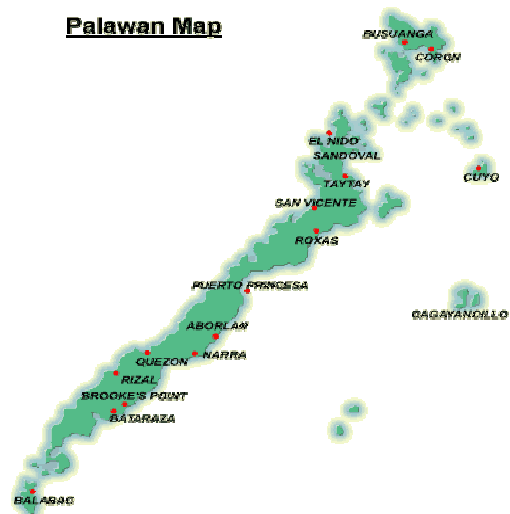 Palawan Map
BUSUANGA
CORON
EL NIDO
SANDOVAL
TAYTAY
CUYO
SAN VICENTE
ROXAS
PUERTO PRINCESA
CAGAYANCILLO
ABORLAN
NARRA
QUEZON
RIZAL
BROOKE'S POINT
BATARAZA
BALABAC